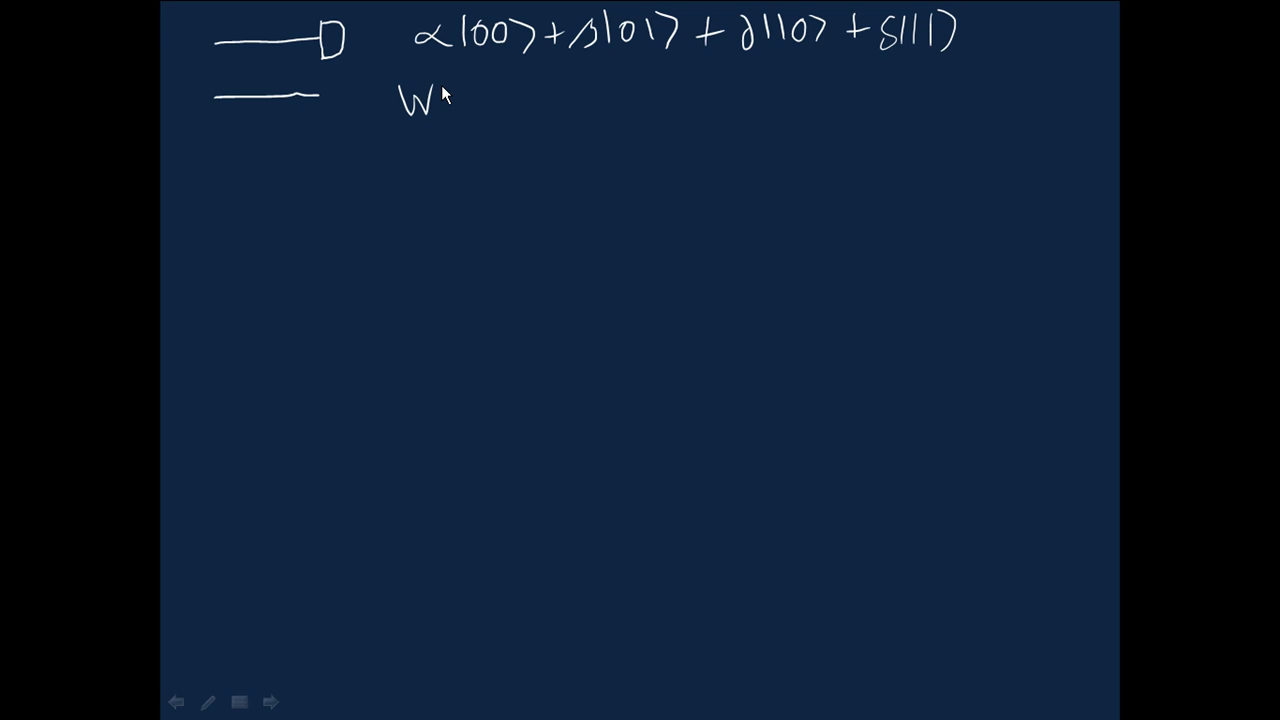 α|00⟩ + β|01⟩ + γ|10⟩ + δ|11⟩
W